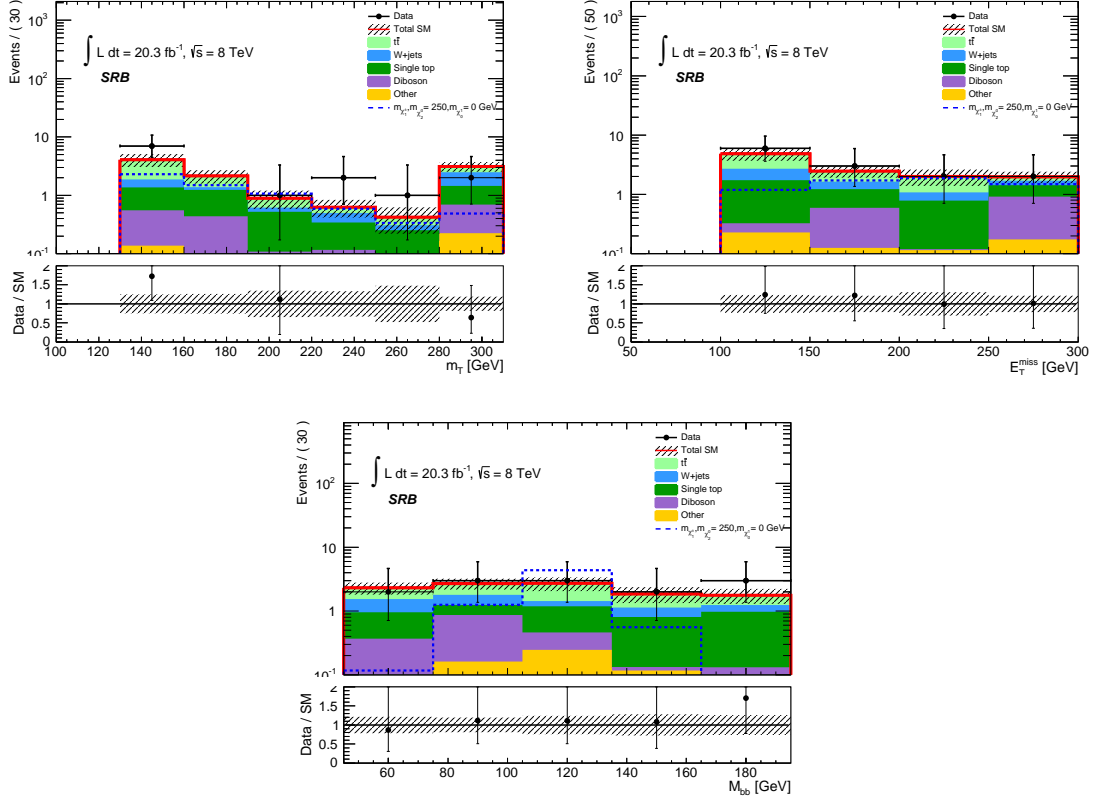 Events / ( 30 )
10³
10²
10
1
10⁻¹
∫ L dt = 20.3 fb⁻¹, √s = 8 TeV
SRB
Data
Total SM
tt̄
W+jets
Single top
Diboson
Other
Data / SM
2
1.5
1
0.5
0
100 120 140 160 180 200 220 240 260 280 300
m_T [GeV]
Events / ( 50 )
10³
10²
10
1
10⁻¹
∫ L dt = 20.3 fb⁻¹, √s = 8 TeV
SRB
Data
Total SM
tt̄
W+jets
Single top
Diboson
Other
Data / SM
2
1.5
1
0.5
0
50 100 150 200 250 300
E_T^miss [GeV]
Events / ( 30 )
10²
10
1
10⁻¹
∫ L dt = 20.3 fb⁻¹, √s = 8 TeV
SRB
Data
Total SM
tt̄
W+jets
Single top
Diboson
Other
Data / SM
2
1.5
1
0.5
0
60 80 100 120 140 160 180
M_bb [GeV]